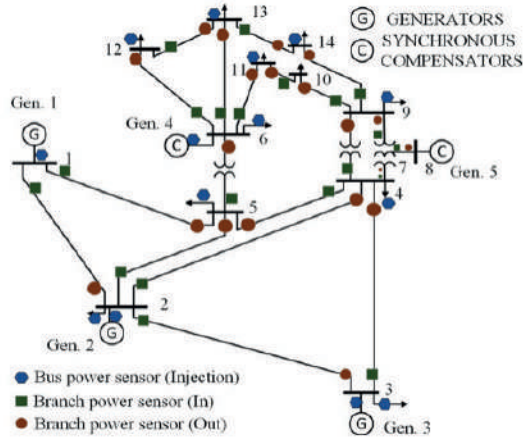 13
G GENERATORS
C SYNCHRONOUS COMPENSATORS
12
14
11
10
Gen. 1
Gen. 4
G
C
6
9
1
7
C
8
Gen. 5
4
5
2
Gen. 2
G
3
G
Gen. 3
Bus power sensor (Injection)
Branch power sensor (In)
Branch power sensor (Out)